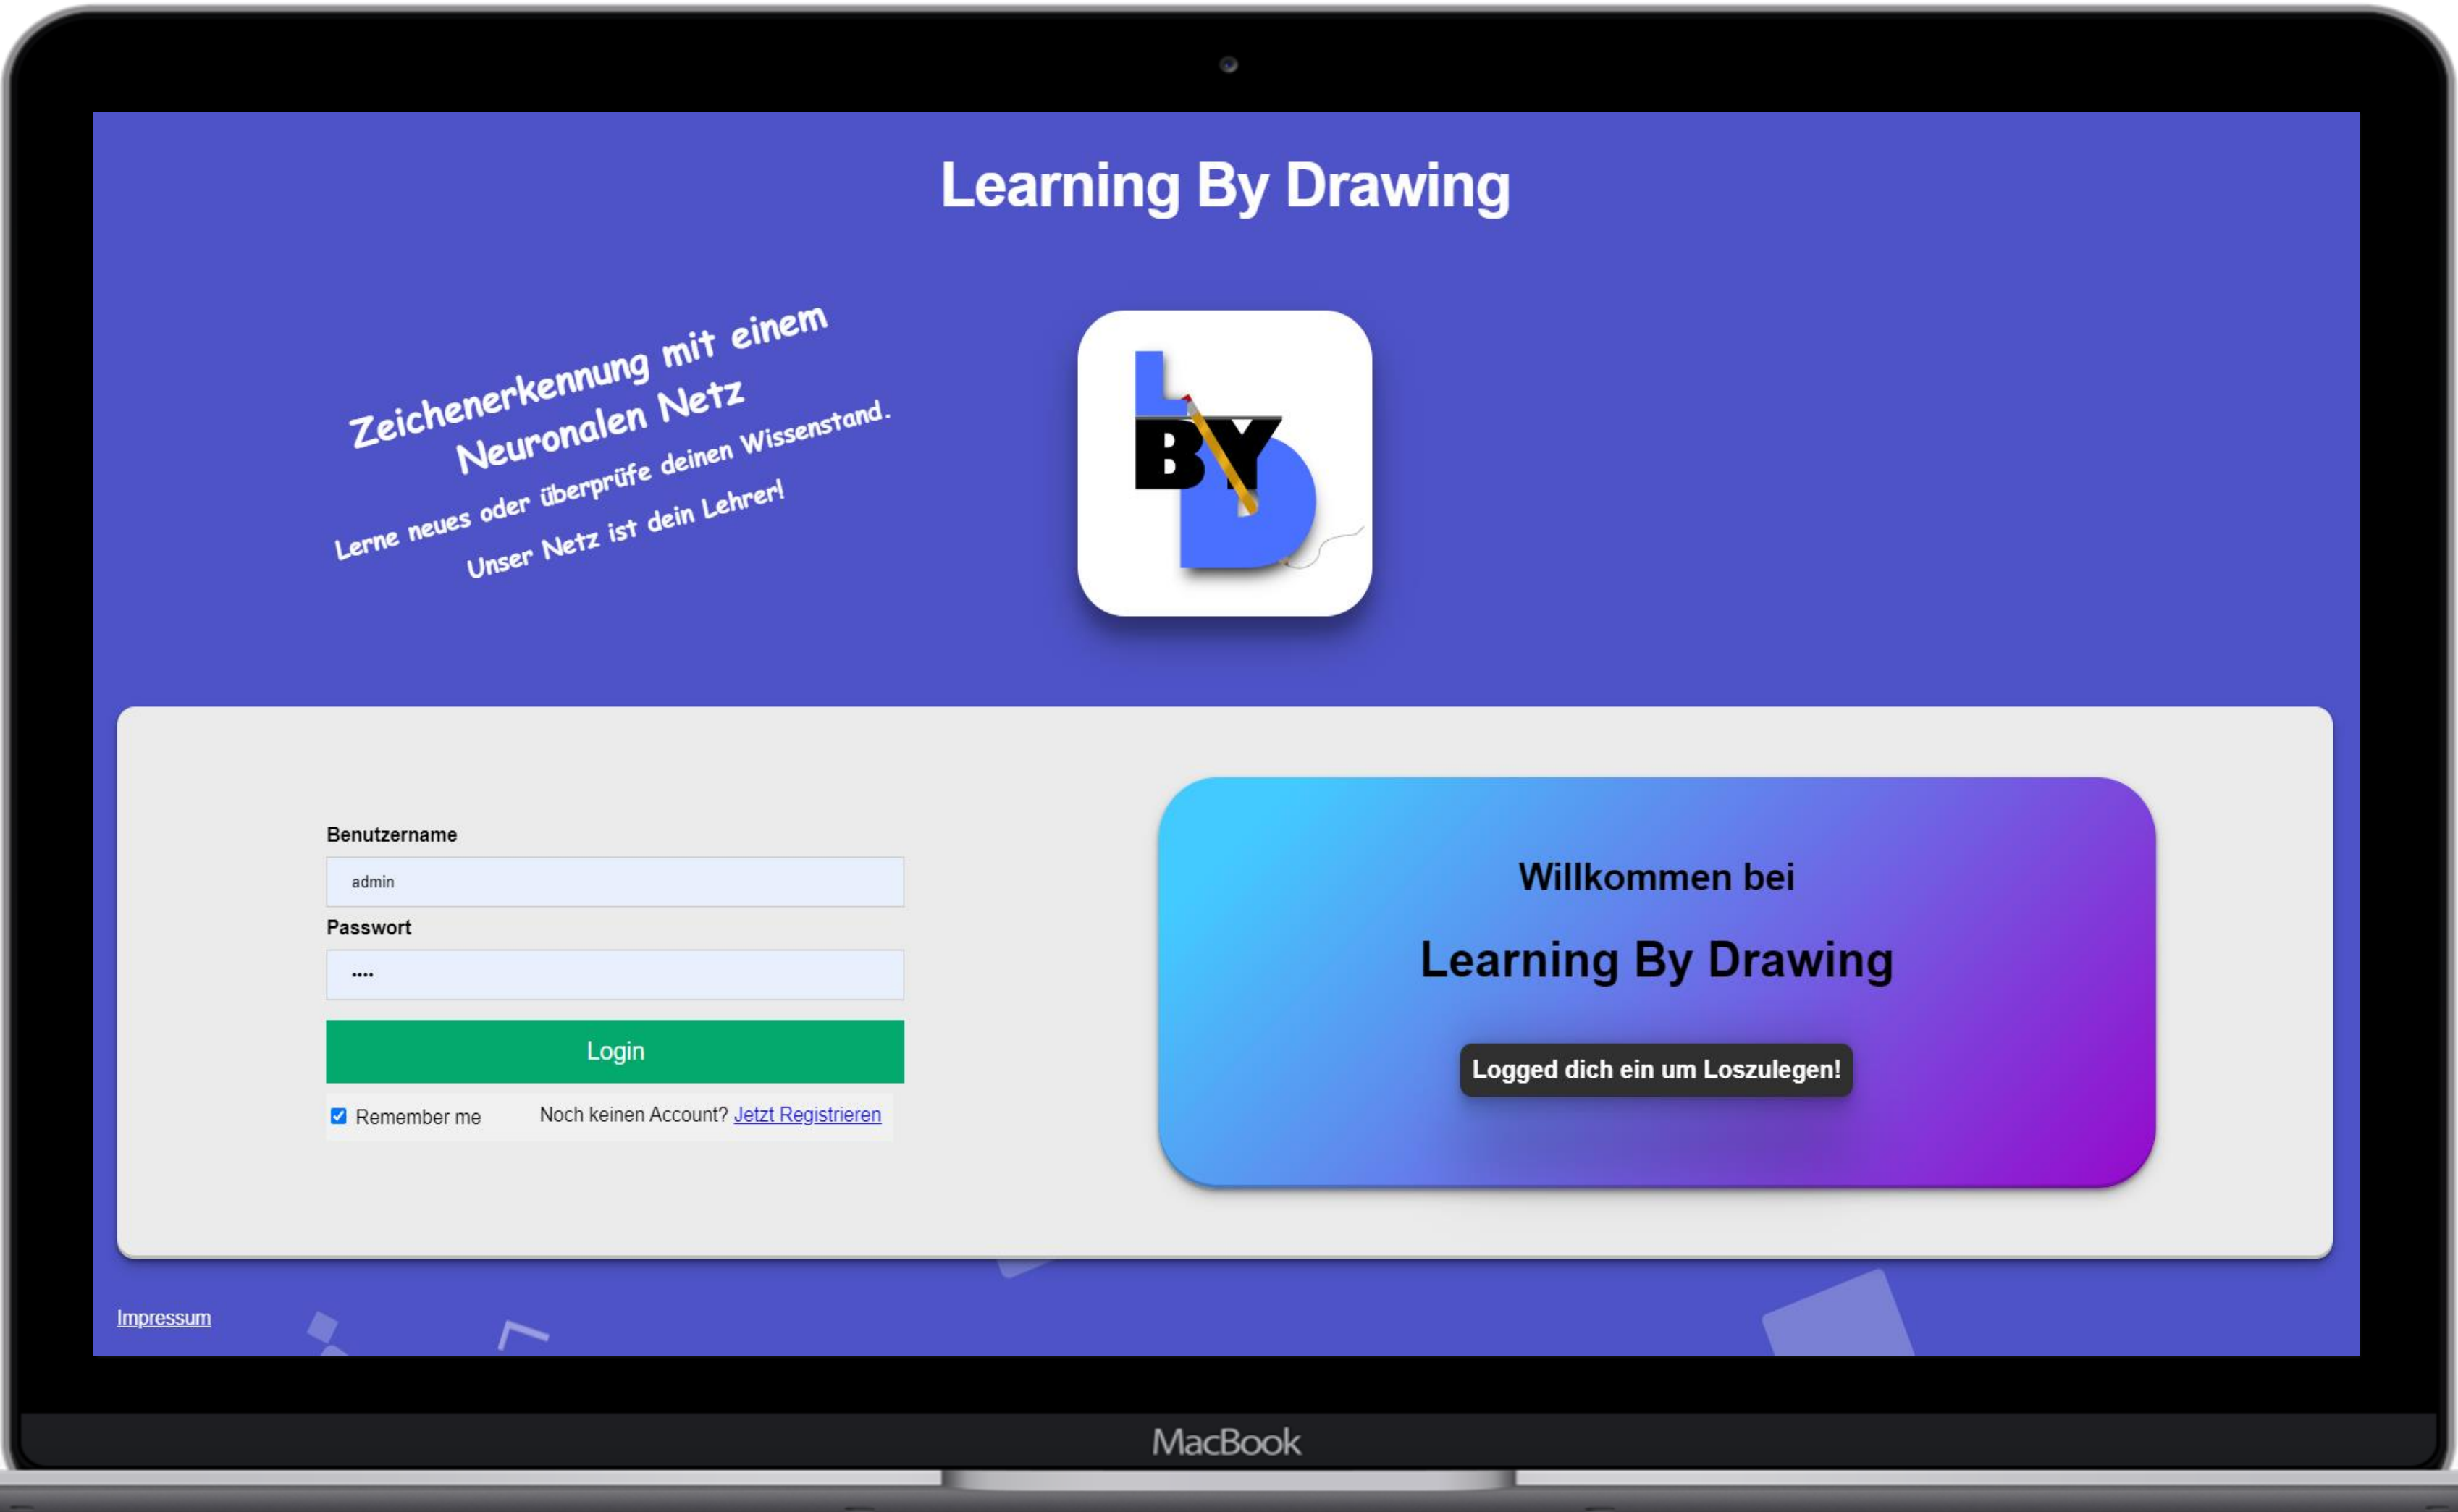 Learning By Drawing
Zeichenerkennung mit einem
Neuronalen Netz
Lerne neues oder überprüfe deinen Wissenstand.
Unser Netz ist dein Lehrer!
L
BY
D
Benutzername
admin
Passwort
••••
Login
Remember me
Noch keinen Account? Jetzt Registrieren
Willkommen bei
Learning By Drawing
Logged dich ein um Loszulegen!
Impressum
MacBook